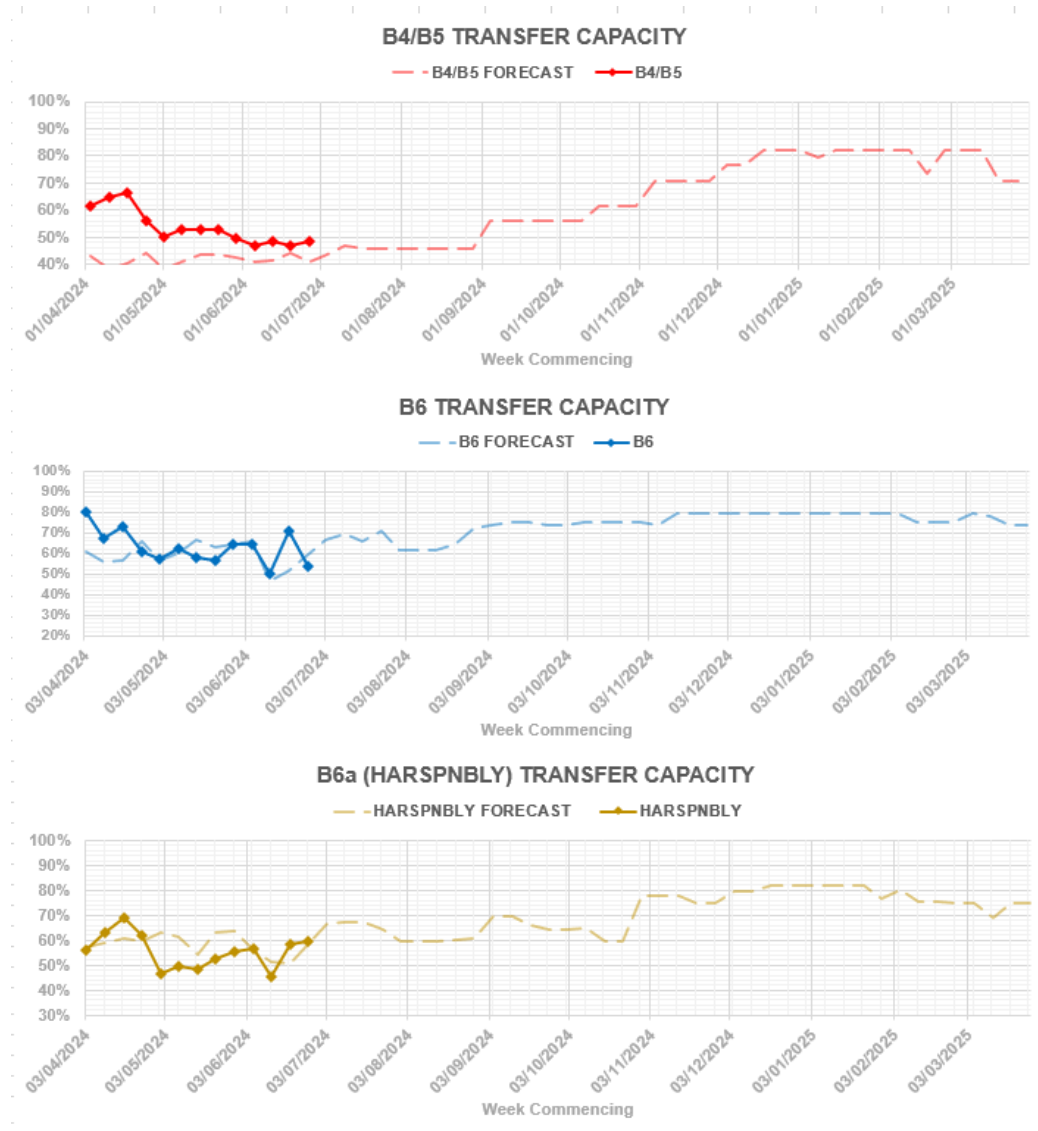 B4/B5 TRANSFER CAPACITY
B4/B5 FORECAST B4/B5
100%
90%
80%
70%
60%
50%
40%
01/04/2024 01/05/2024 01/06/2024 01/07/2024 01/08/2024 01/09/2024 01/10/2024 01/11/2024 01/12/2024 01/01/2025 01/02/2025 01/03/2025
Week Commencing
B6 TRANSFER CAPACITY
B6 FORECAST B6
100%
90%
80%
70%
60%
50%
40%
30%
20%
03/04/2024 03/05/2024 03/06/2024 03/07/2024 03/08/2024 03/09/2024 03/10/2024 03/11/2024 03/12/2024 03/01/2025 03/02/2025 03/03/2025
Week Commencing
B6a (HARSPNBLY) TRANSFER CAPACITY
HARSPNBLY FORECAST HARSPNBLY
100%
90%
80%
70%
60%
50%
40%
30%
03/04/2024 03/05/2024 03/06/2024 03/07/2024 03/08/2024 03/09/2024 03/10/2024 03/11/2024 03/12/2024 03/01/2025 03/02/2025 03/03/2025
Week Commencing